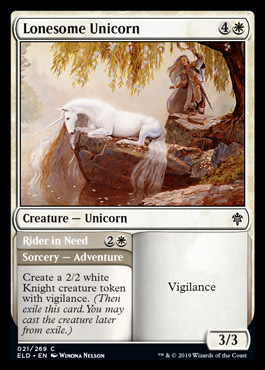 Lonesome Unicorn 4
Creature — Unicorn
Rider in Need 2
Sorcery — Adventure
Create a 2/2 white
Knight creature token
with vigilance. (Then
exile this card. You may
cast the creature
later from exile.)
Vigilance
3/3
021/269 C
ELD • EN Winona Nelson
™ & © 2019 Wizards of the Coast